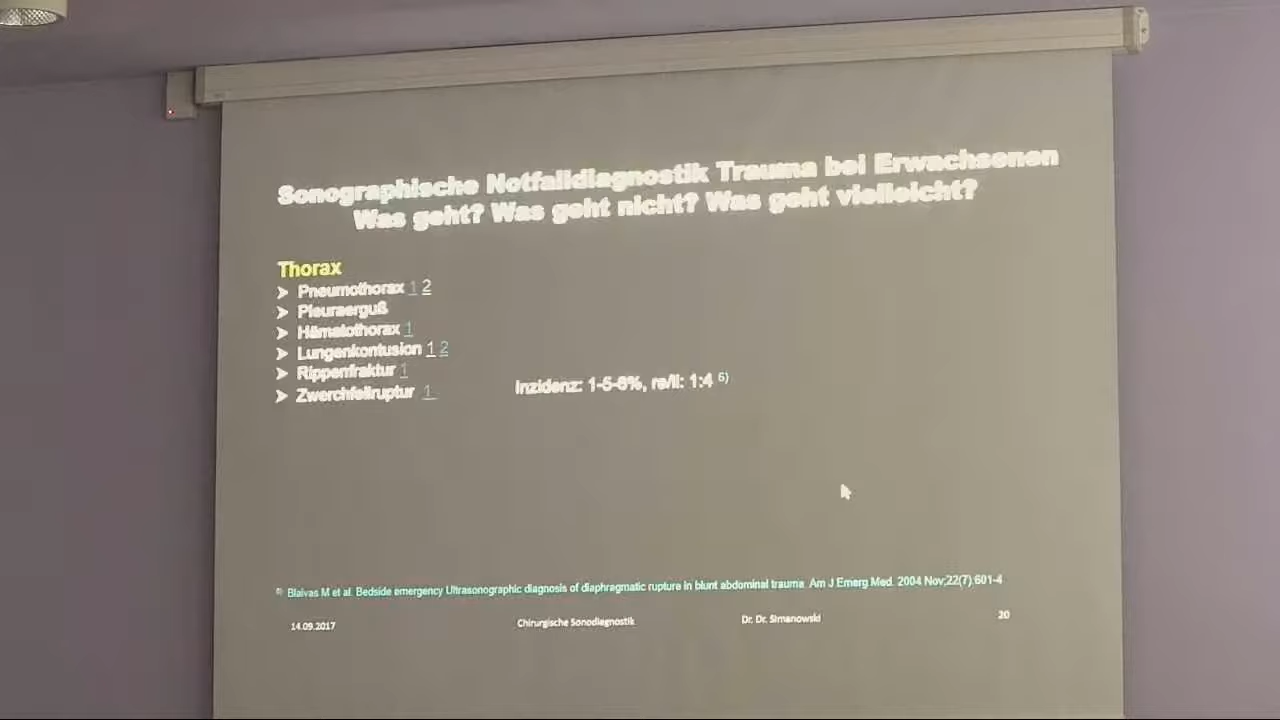 Sonographische Notfalldiagnostik Trauma bei Erwachsenen
Was geht? Was geht nicht? Was geht vielleicht?
Thorax
➢ Pneumothorax 1 2
➢ Pleuraerguß
➢ Hämatothorax 1
➢ Lungenkontusion 1 2
➢ Rippenfraktur 1
➢ Zwerchfellruptur 1 Inzidenz: 1-5-6%, re/li: 1:4 6)
6) Blaivas M et al. Bedside emergency Ultrasonographic diagnosis of diaphragmatic rupture in blunt abdominal trauma. Am J Emerg Med. 2004 Nov;22(7):601-4
14.09.2017 Chirurgische Sonodiagnostik Dr. Dr. Simanowski 20